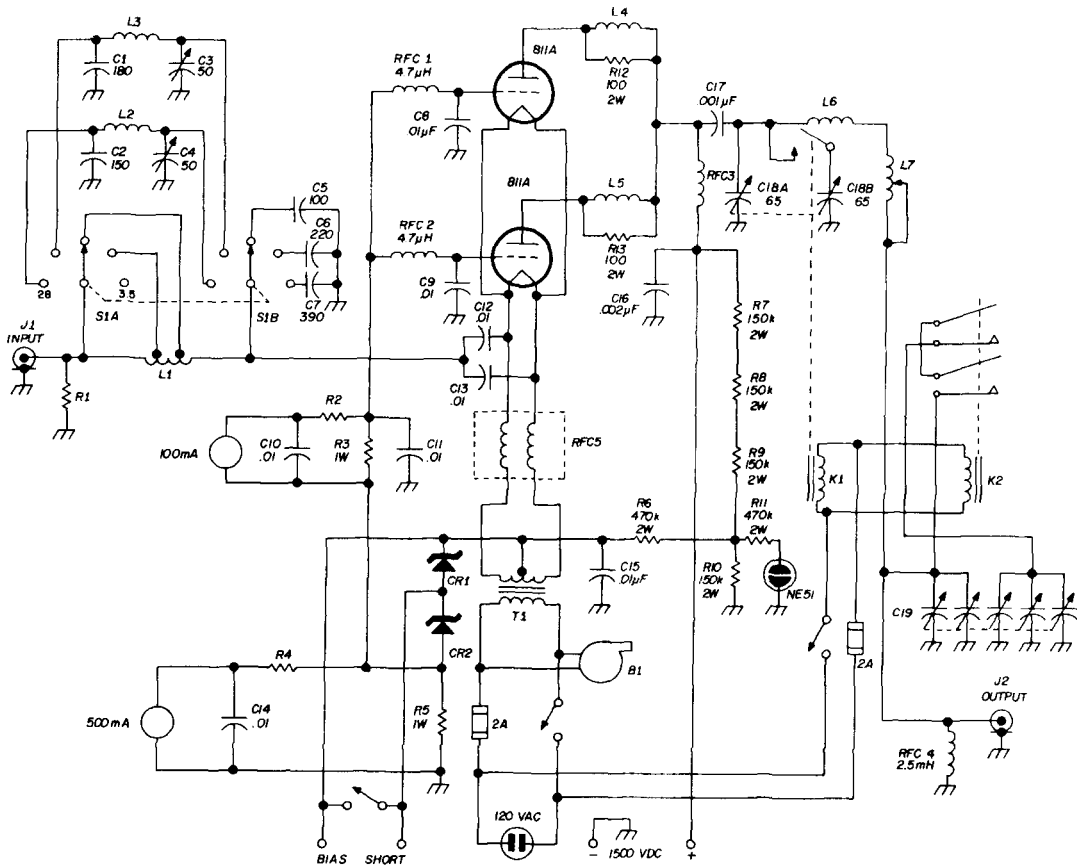 L3
C1
180
C3
50
L2
C2
150
C4
50
C5
100
C6
220
C7
390
28
3.5
S1A
S1B
J1
INPUT
R1
L1
RFC 1
4.7µH
C8
.01µF
811A
RFC 2
4.7µH
C9
.01
811A
C12
.01
C13
.01
L4
R12
100
2W
L5
R13
100
2W
C17
.001µF
L6
L7
RFC3
C18A
65
C18B
65
C16
.002µF
R7
150k
2W
R8
150k
2W
R9
150k
2W
R2
100mA
C10
.01
R3
1W
C11
.01
RFC5
K1
K2
R6
470k
2W
R11
470k
2W
R10
150k
2W
NE51
C15
.01µF
CR1
CR2
T1
B1
R4
500mA
C14
.01
R5
1W
2A
2A
C19
J2
OUTPUT
RFC 4
2.5mH
120 VAC
BIAS SHORT
- 1500 VDC +